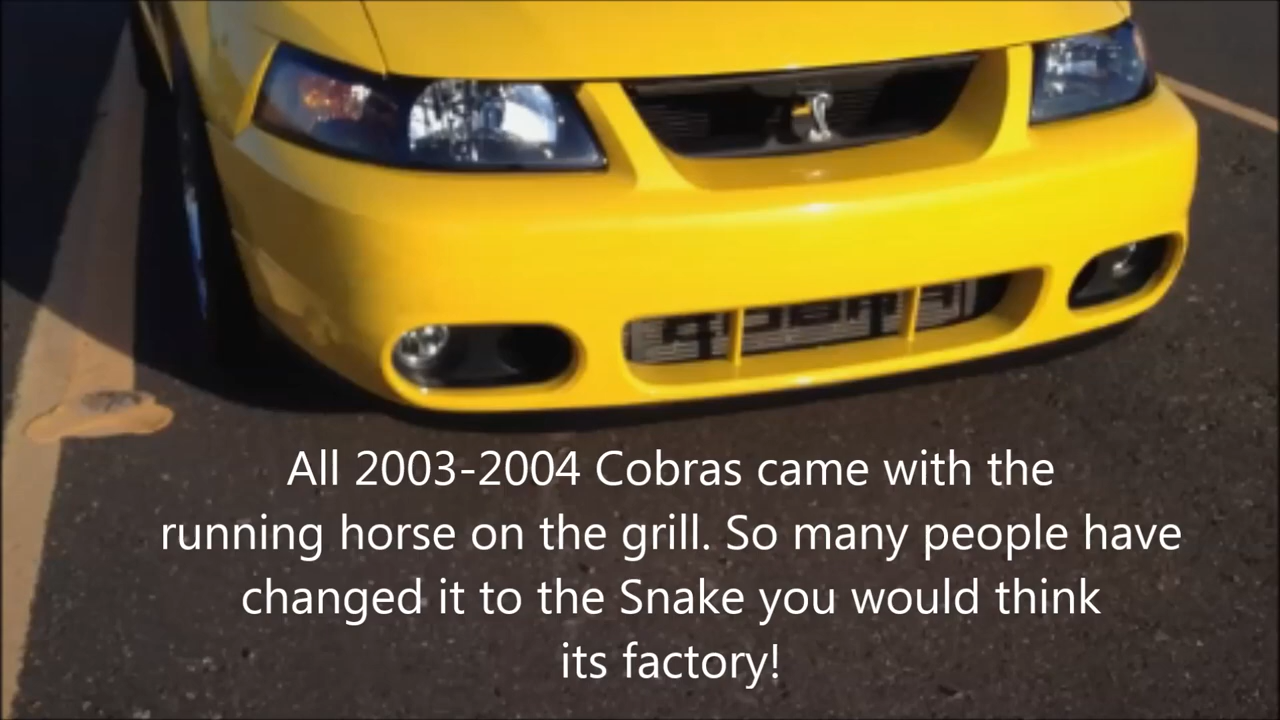 COBRA
All 2003-2004 Cobras came with the
running horse on the grill. So many people have
changed it to the Snake you would think
its factory!